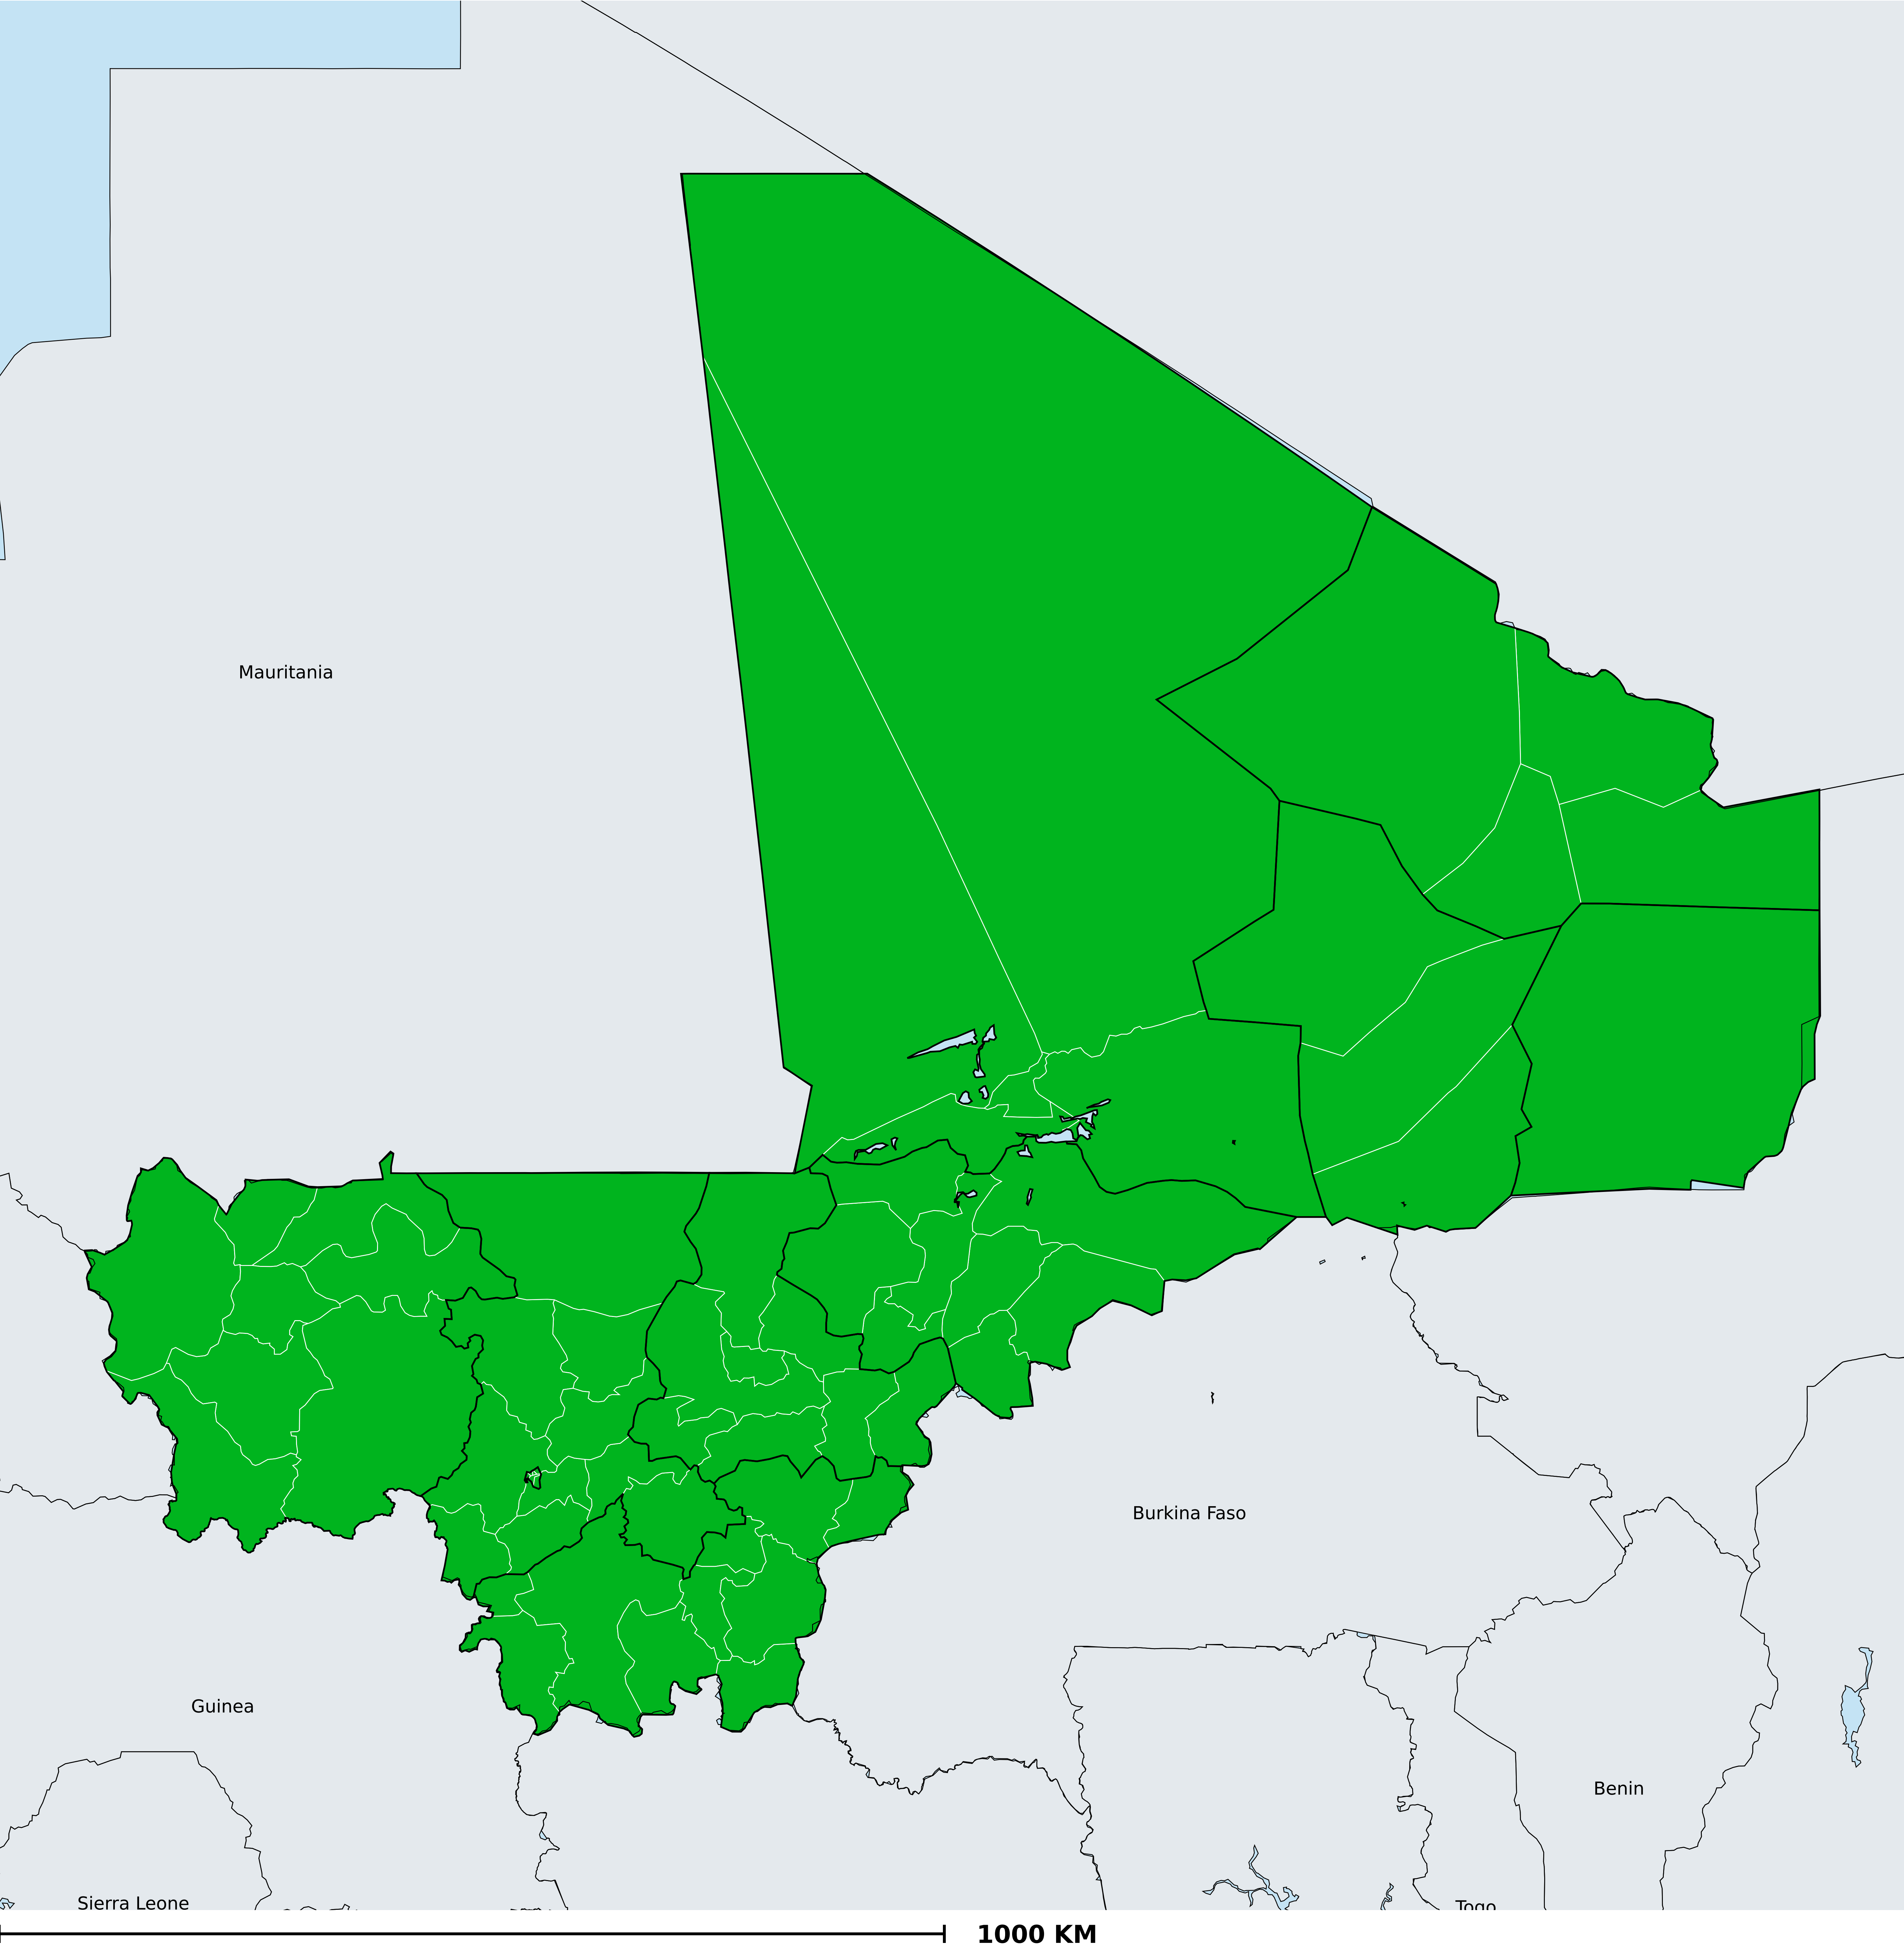 Mauritania
Burkina Faso
Guinea
Benin
Sierra Leone
Togo
1000 KM